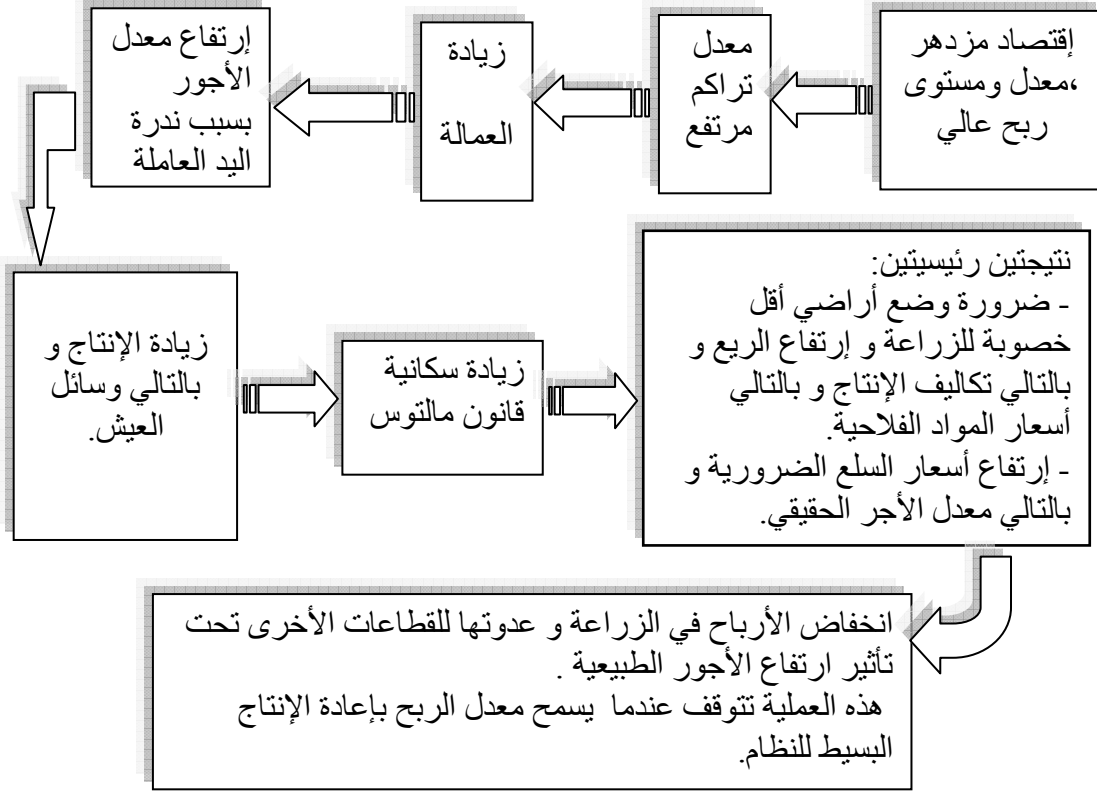 إقتصاد مزدهر
،معدل ومستوى
ربح عالي
معدل
تراكم
مرتفع
زيادة
العمالة
إرتفاع معدل
الأجور
بسبب ندرة
اليد العاملة
زيادة الإنتاج و
بالتالي وسائل
العيش.
زيادة سكانية
قانون مالتوس
نتيجتين رئيسيتين:
- ضرورة وضع أراضي أقل
خصوبة للزراعة و إرتفاع الريع و
بالتالي تكاليف الإنتاج و بالتالي
أسعار المواد الفلاحية.
- إرتفاع أسعار السلع الضرورية و
بالتالي معدل الأجر الحقيقي.
انخفاض الأرباح في الزراعة و عدوتها للقطاعات الأخرى تحت
تأثير ارتفاع الأجور الطبيعية .
هذه العملية تتوقف عندما يسمح معدل الربح بإعادة الإنتاج
البسيط للنظام.